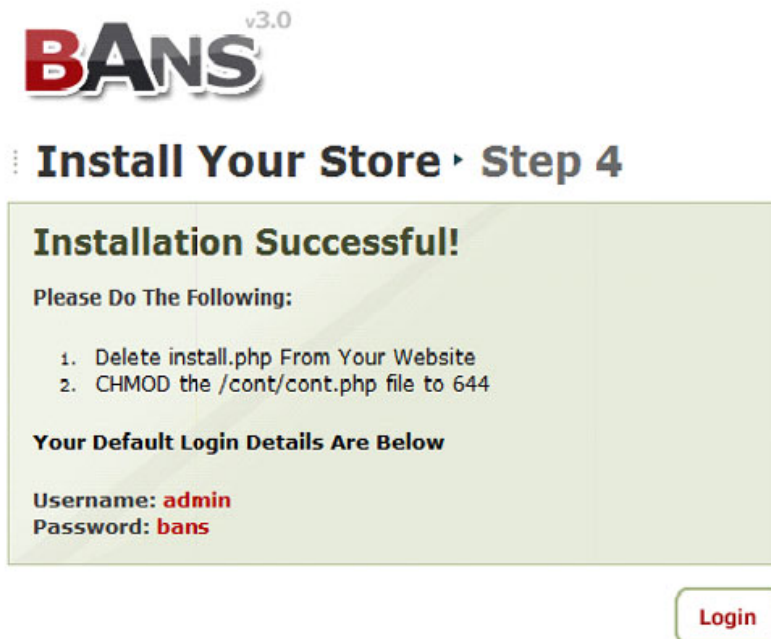 BANS v3.0
Install Your Store ‣ Step 4
Installation Successful!
Please Do The Following:
1. Delete install.php From Your Website
2. CHMOD the /cont/cont.php file to 644
Your Default Login Details Are Below
Username: admin
Password: bans
Login